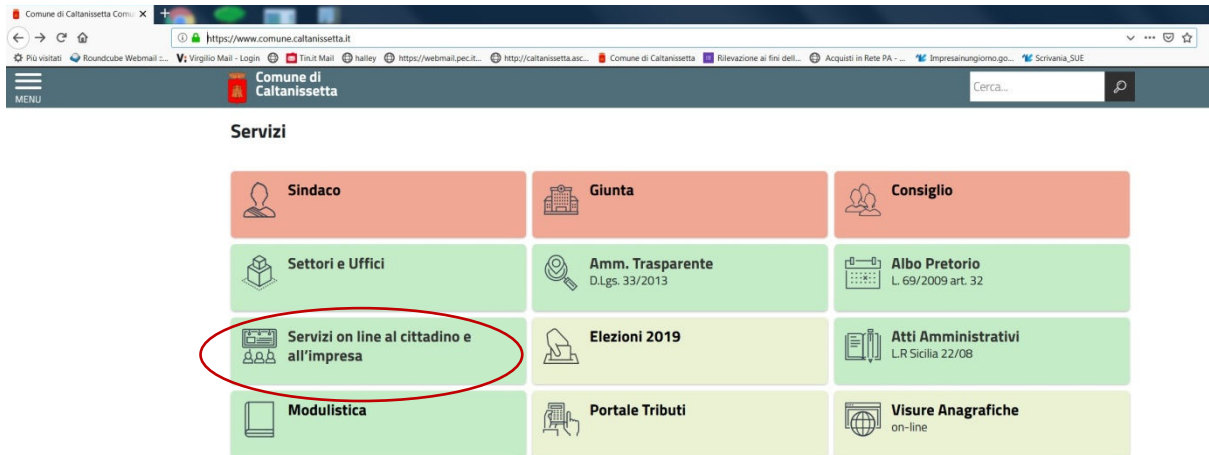 Comune di Caltanissetta Comu
https://www.comune.caltanissetta.it
Più visitati Roundcube Webmail ::... Virgilio Mail - Login Tin.it Mail halley https://webmail.pec.it... http://caltanissetta.asc... Comune di Caltanissetta Rilevazione ai fini dell... Acquisti in Rete PA - ... Impresainungiorno.go... Scrivania_SUE
MENU
Comune di
Caltanissetta
Cerca...
Servizi
Sindaco
Giunta
Consiglio
Settori e Uffici
Amm. Trasparente
D.Lgs. 33/2013
Albo Pretorio
L. 69/2009 art. 32
Servizi on line al cittadino e
all'impresa
Elezioni 2019
Atti Amministrativi
L.R Sicilia 22/08
Modulistica
Portale Tributi
Visure Anagrafiche
on-line